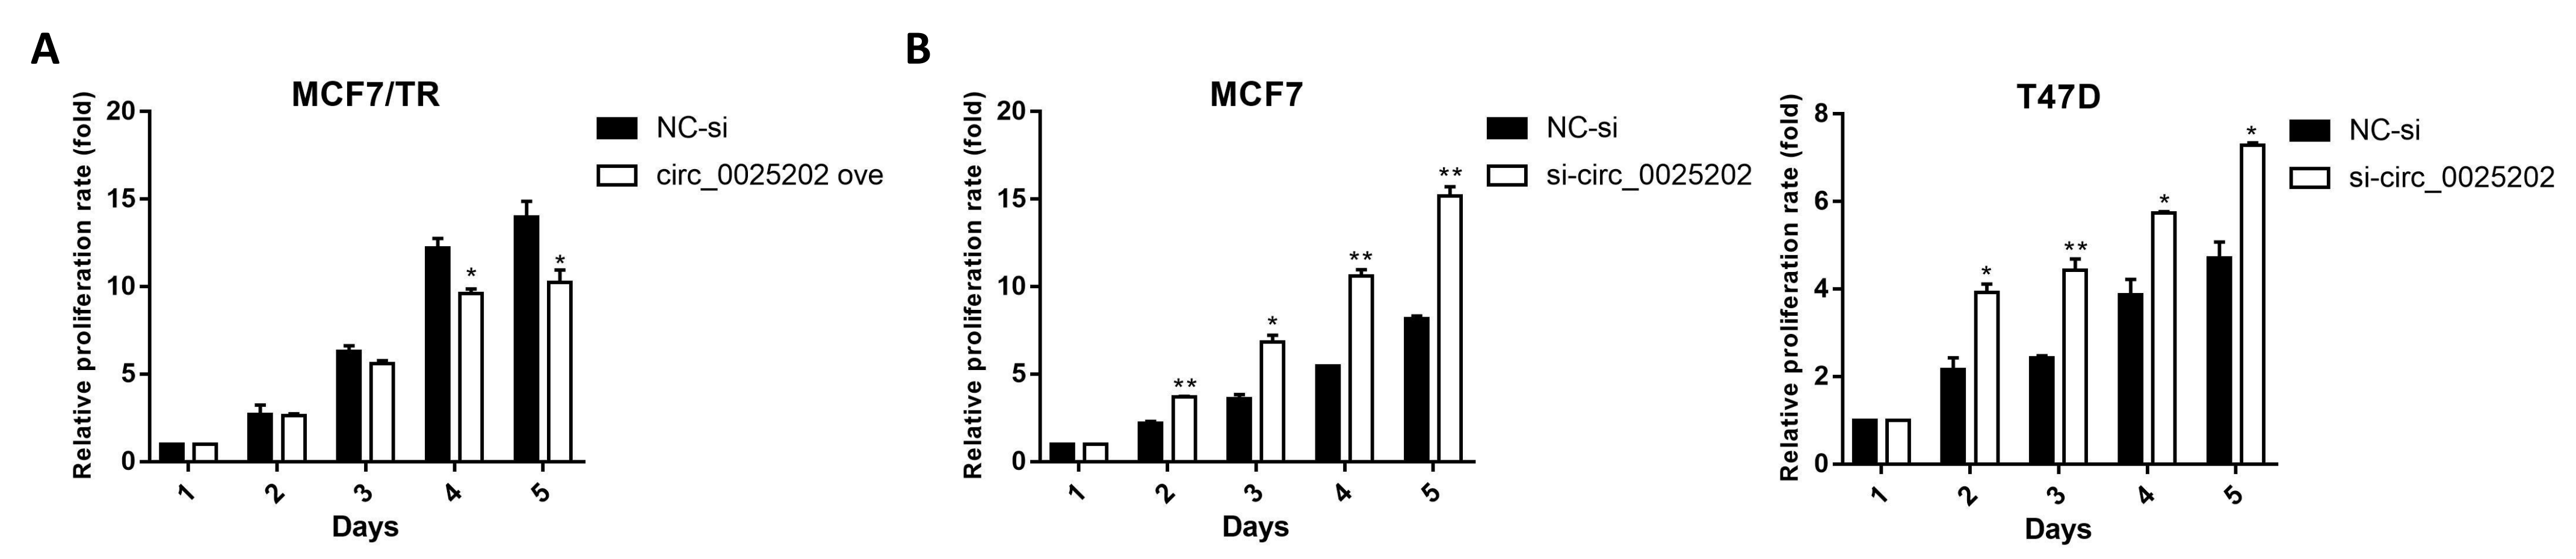 A
MCF7/TR
Relative proliferation rate (fold)
20
15
10
5
0
NC-si
circ_0025202 ove
*
*
1
2
3
4
5
Days
B
MCF7
Relative proliferation rate (fold)
20
15
10
5
0
NC-si
si-circ_0025202
**
*
**
**
1
2
3
4
5
Days
T47D
Relative proliferation rate (fold)
8
6
4
2
0
NC-si
si-circ_0025202
*
**
*
*
1
2
3
4
5
Days